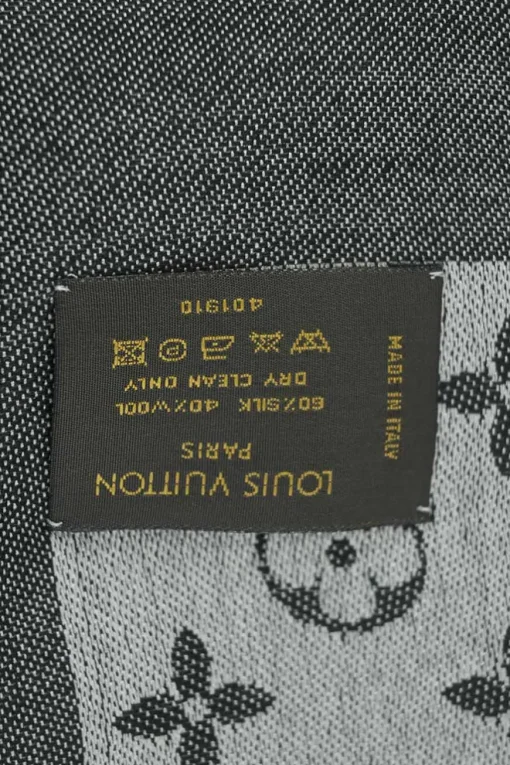 LOUIS VUITTON
PARIS
60%SILK 40%WOOL
DRY CLEAN ONLY
401910
MADE IN ITALY